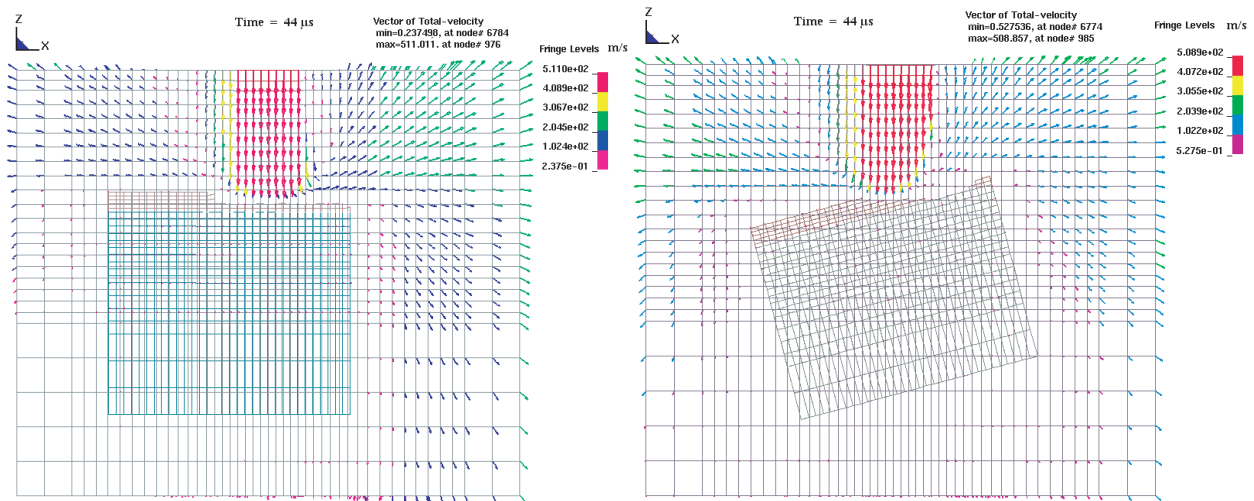 Z
X
Time = 44 µs
Vector of Total-velocity
min=0.237498, at node# 6784
max=511.011, at node# 976
Fringe Levels m/s
5.110e+02
4.089e+02
3.067e+02
2.045e+02
1.024e+02
2.375e-01
Z
X
Time = 44 µs
Vector of Total-velocity
min=0.527536, at node# 6774
max=508.857, at node# 985
Fringe Levels m/s
5.089e+02
4.072e+02
3.055e+02
2.039e+02
1.022e+02
5.275e-01